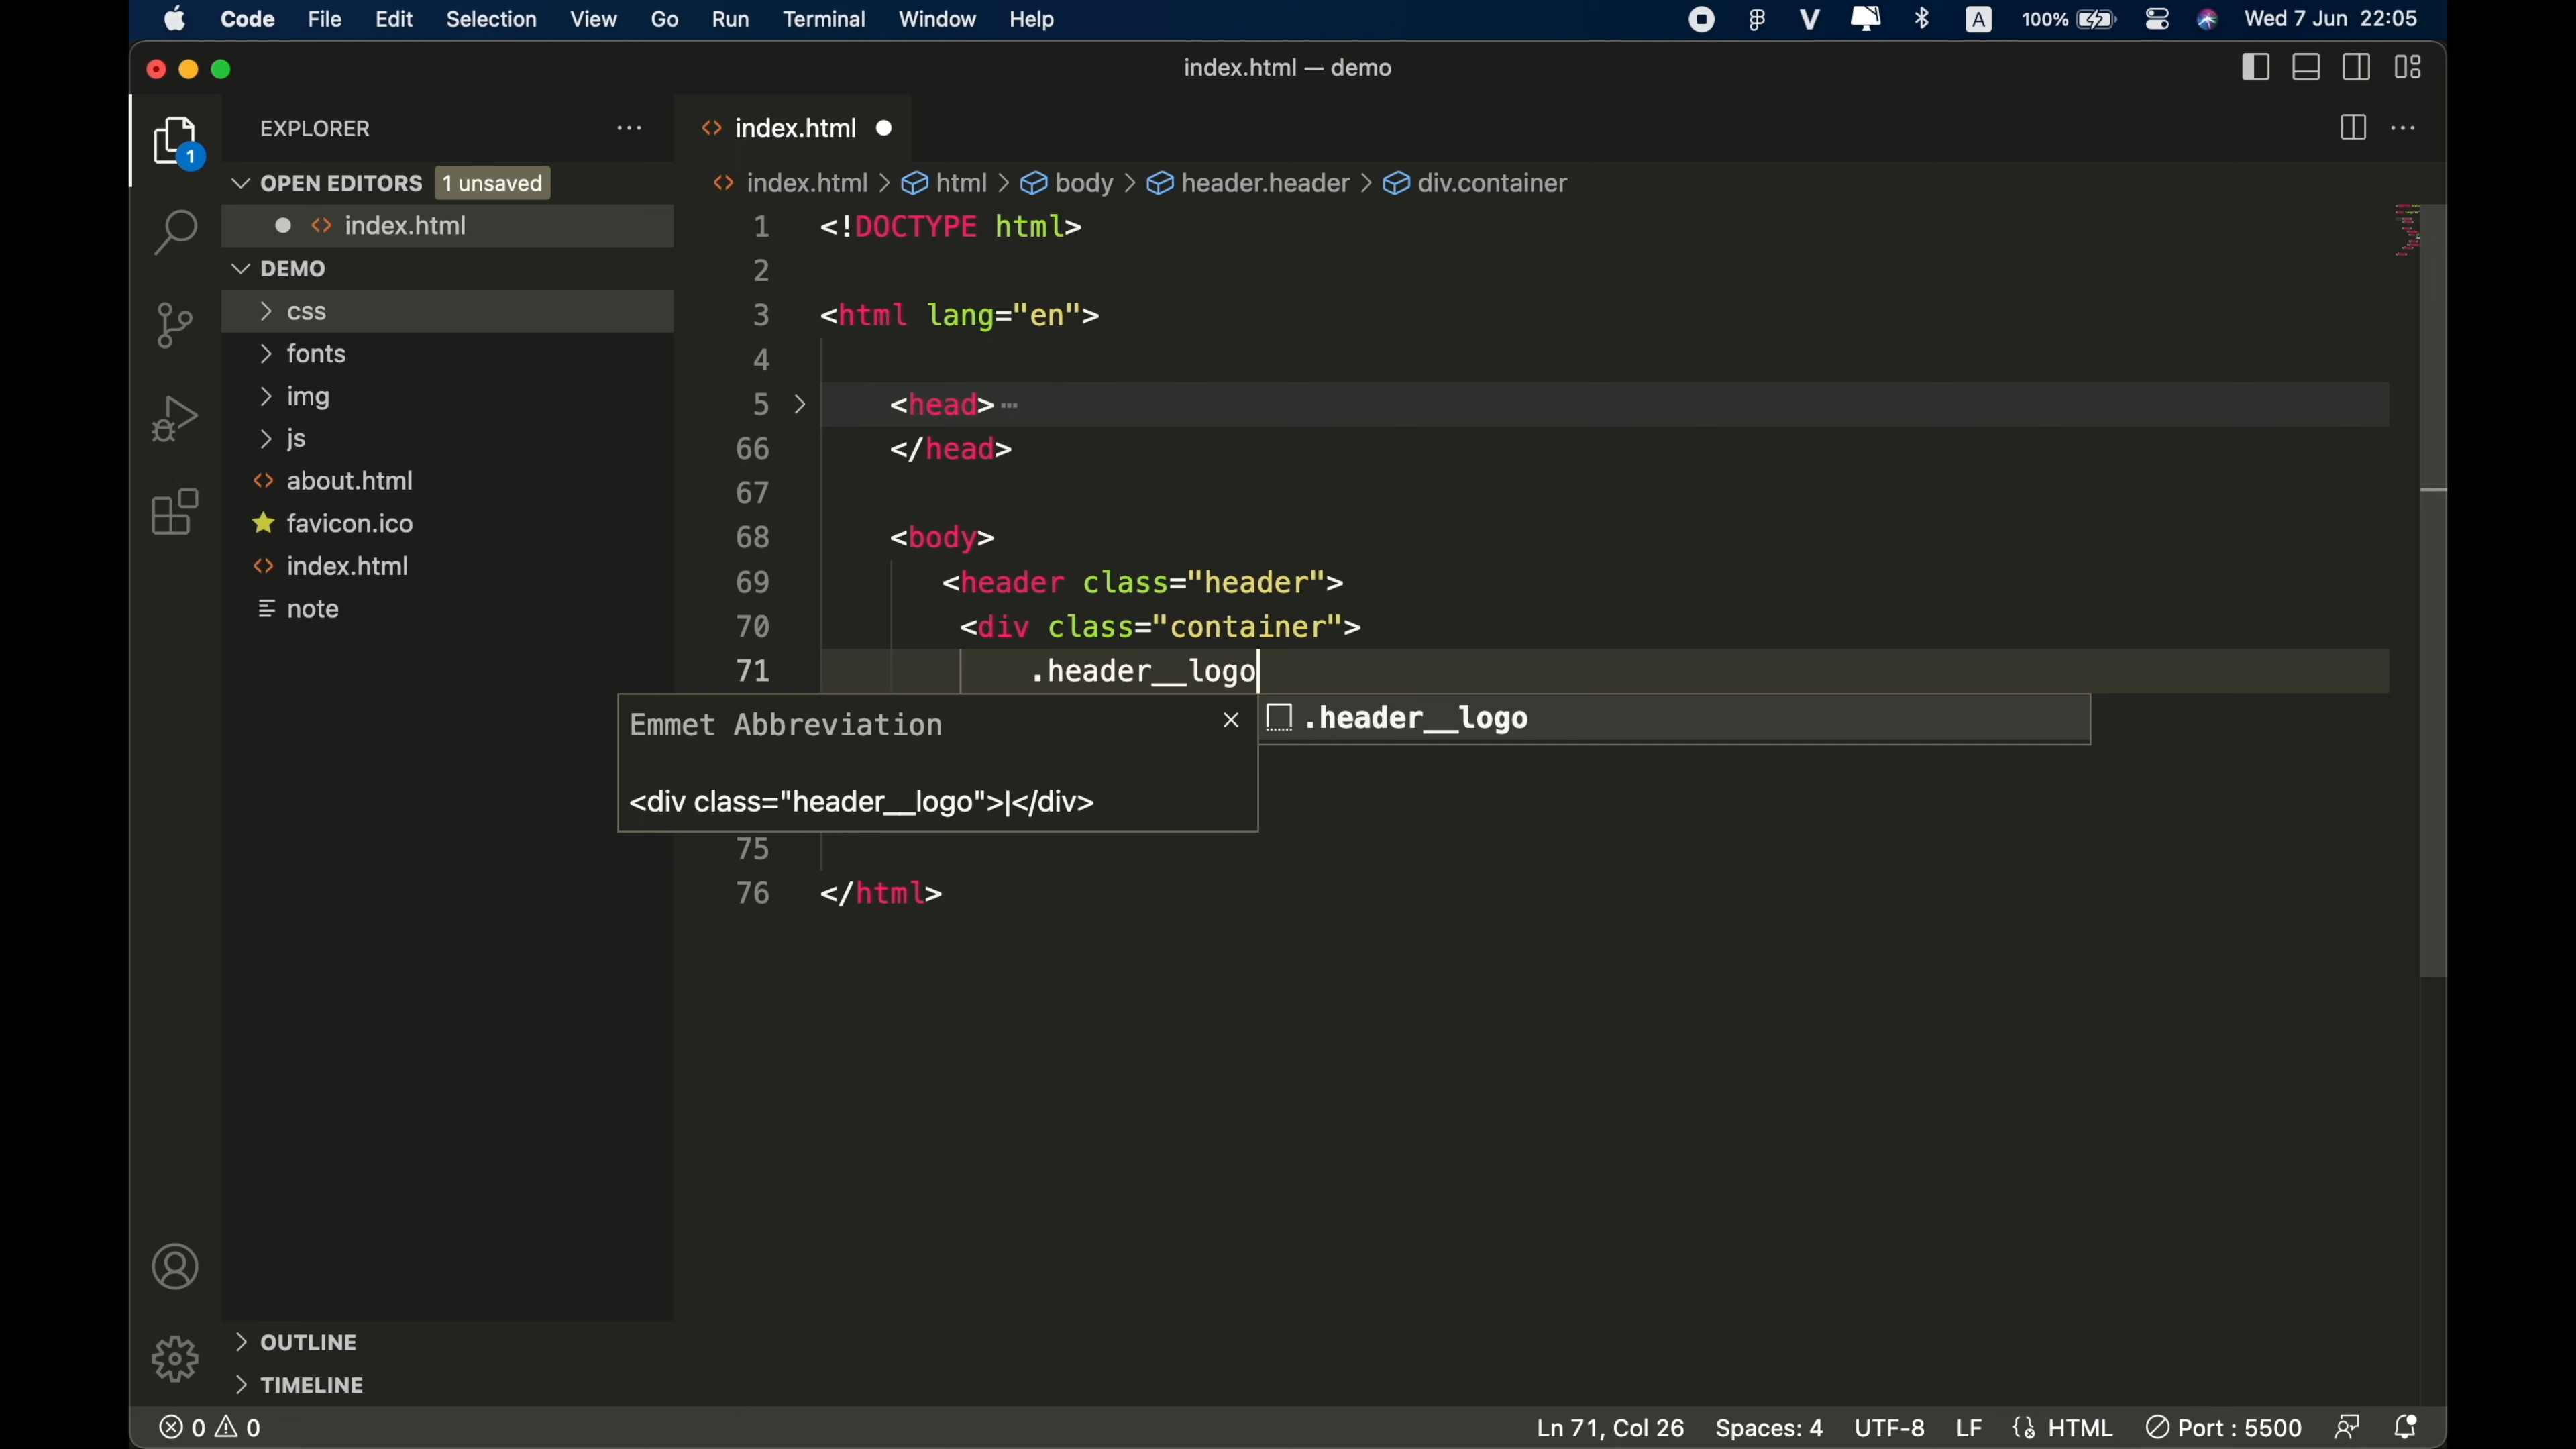 Code File Edit Selection View Go Run Terminal Window Help A 100% Wed 7 Jun 22:05
index.html — demo
EXPLORER ···
index.html
1
OPEN EDITORS 1 unsaved
index.html > html > body > header.header > div.container
index.html
DEMO
css
fonts
img
js
about.html
favicon.ico
index.html
note
1 <!DOCTYPE html>
2
3 <html lang="en">
4
5 <head>···
66 </head>
67
68 <body>
69 <header class="header">
70 <div class="container">
71 .header__logo
Emmet Abbreviation ×
.header__logo
<div class="header__logo">|</div>
75
76 </html>
OUTLINE
TIMELINE
0 0 Ln 71, Col 26 Spaces: 4 UTF-8 LF HTML Port : 5500